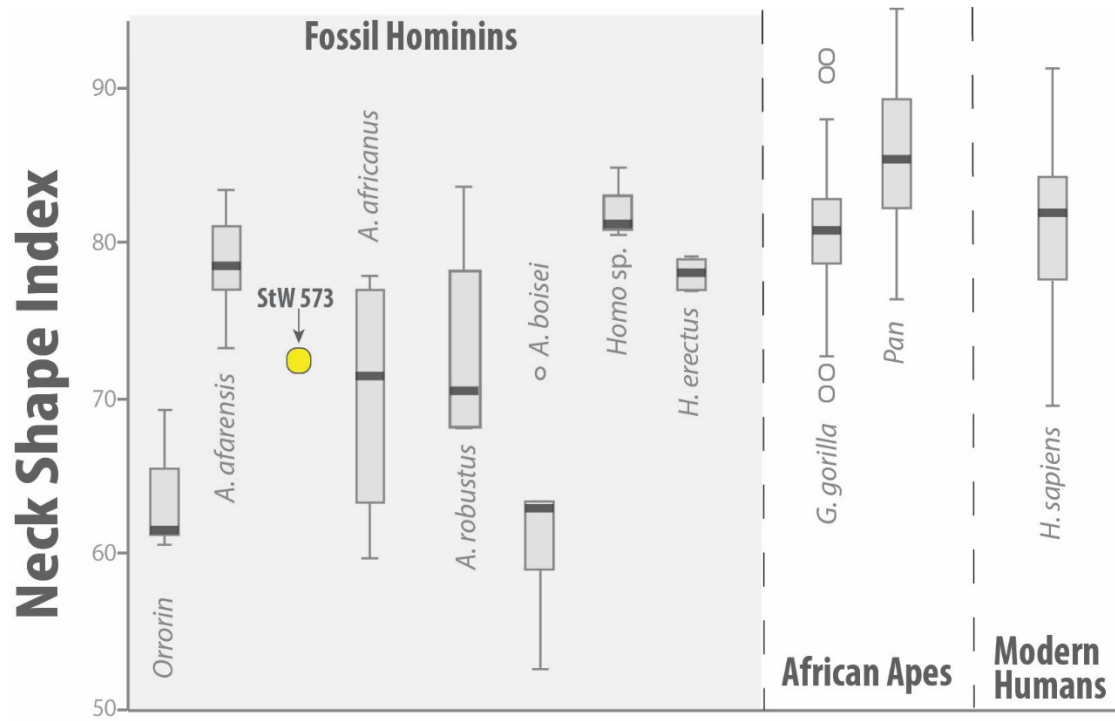 Fossil Hominins
Neck Shape Index
90
80
70
60
50
Orrorin
A. afarensis
StW 573
A. africanus
A. robustus
A. boisei
Homo sp.
H. erectus
G. gorilla
Pan
H. sapiens
African Apes
Modern
Humans